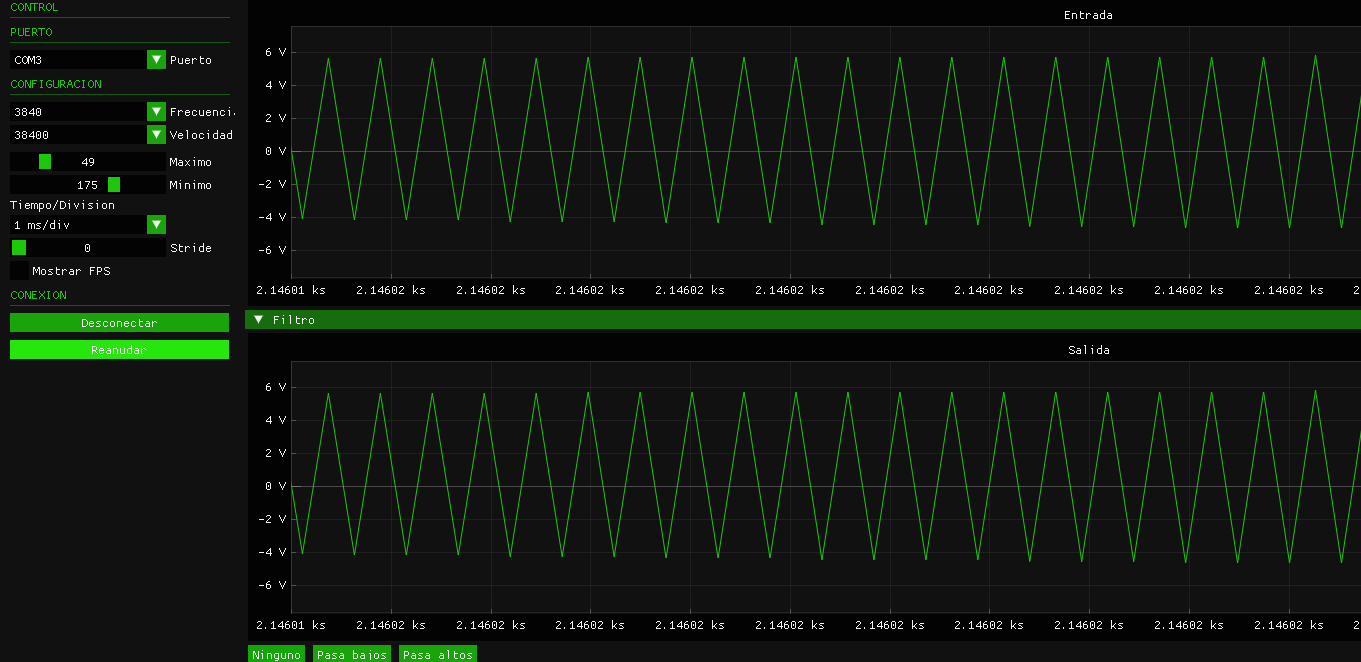 CONTROL
PUERTO
COM3 Puerto
CONFIGURACION
3840 Frecuenci
38400 Velocidad
49 Maximo
175 Minimo
Tiempo/Division
1 ms/div
0 Stride
Mostrar FPS
CONEXION
Desconectar
Reanudar
Entrada
6 V
4 V
2 V
0 V
-2 V
-4 V
-6 V
2.14601 ks 2.14602 ks 2.14602 ks 2.14602 ks 2.14602 ks 2.14602 ks 2.14602 ks 2.14602 ks 2.14602 ks 2.14602 ks 2.14602 ks 2
Filtro
Salida
6 V
4 V
2 V
0 V
-2 V
-4 V
-6 V
2.14601 ks 2.14602 ks 2.14602 ks 2.14602 ks 2.14602 ks 2.14602 ks 2.14602 ks 2.14602 ks 2.14602 ks 2.14602 ks 2.14602 ks 2
Ninguno Pasa bajos Pasa altos